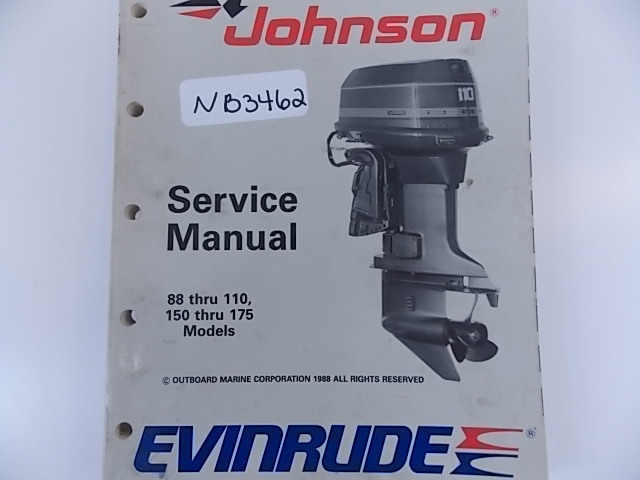 Johnson®
NB3462
110
Service
Manual
88 thru 110,
150 thru 175
Models
© OUTBOARD MARINE CORPORATION 1988 ALL RIGHTS RESERVED
EVINRUDE®